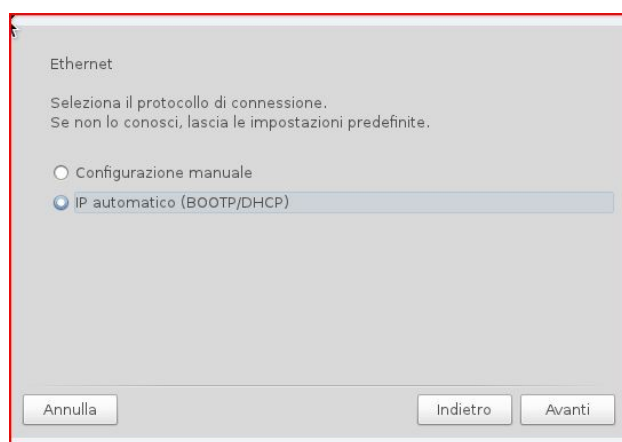 Ethernet
Seleziona il protocollo di connessione.
Se non lo conosci, lascia le impostazioni predefinite.
Configurazione manuale
IP automatico (BOOTP/DHCP)
Annulla
Indietro
Avanti